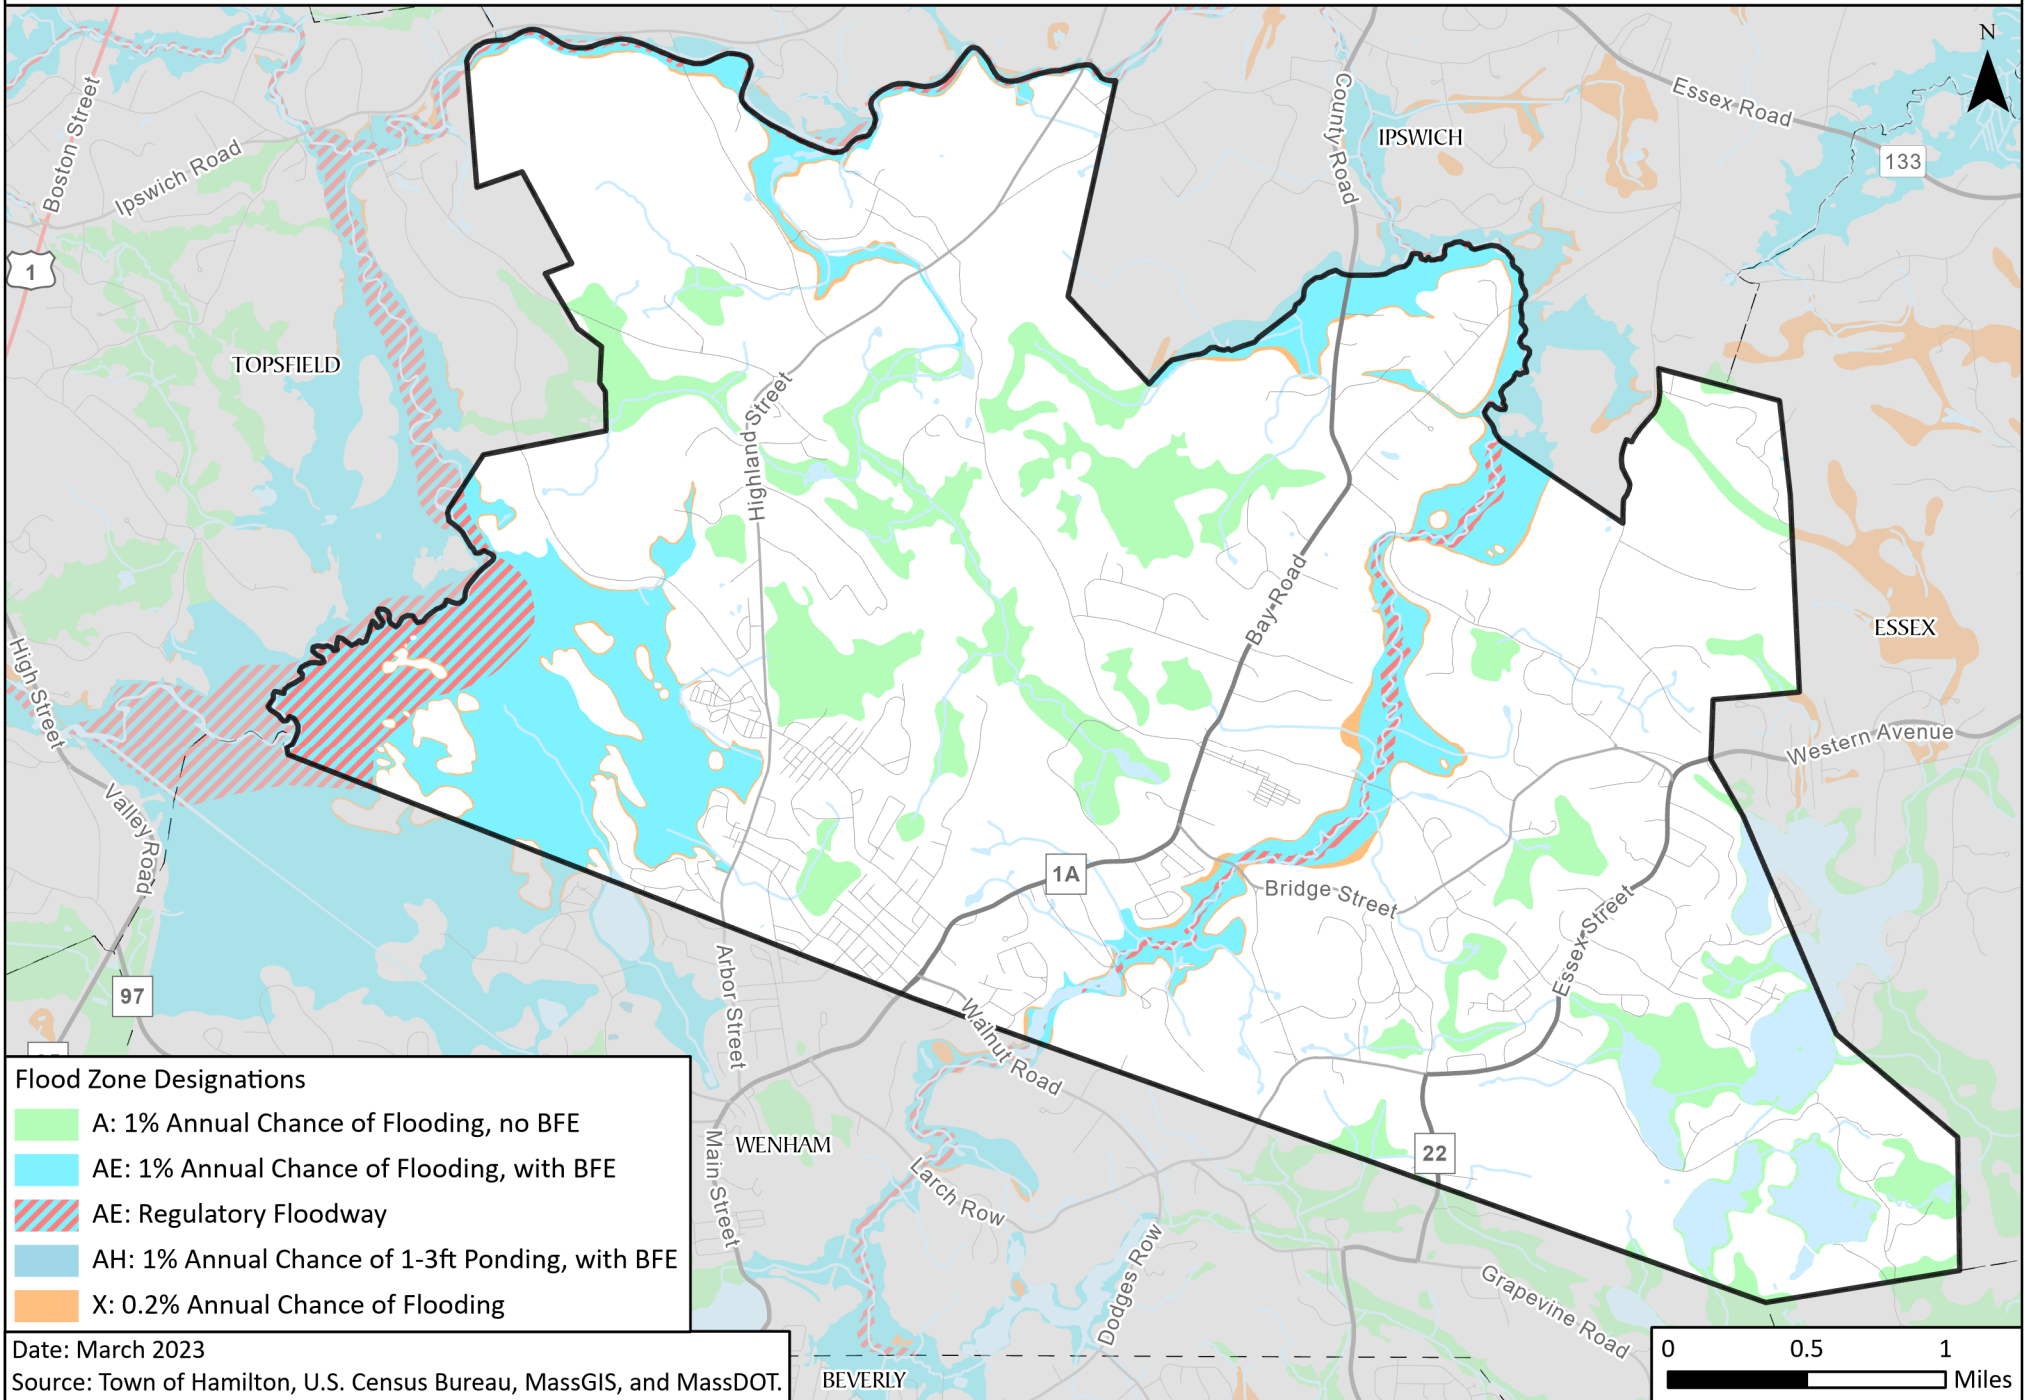 N
Essex Road
Boston Street
County Road
IPSWICH
133
Ipswich Road
1
TOPSFIELD
Highland Street
Bay Road
ESSEX
High Street
Western Avenue
Valley Road
1A
Bridge Street
Essex Street
97
Arbor Street
Walnut Road
WENHAM
22
Main Street
Larch Row
Dodges Row
Grapevine Road
BEVERLY
Flood Zone Designations
A: 1% Annual Chance of Flooding, no BFE
AE: 1% Annual Chance of Flooding, with BFE
AE: Regulatory Floodway
AH: 1% Annual Chance of 1-3ft Ponding, with BFE
X: 0.2% Annual Chance of Flooding
Date: March 2023
Source: Town of Hamilton, U.S. Census Bureau, MassGIS, and MassDOT.
0 0.5 1
Miles